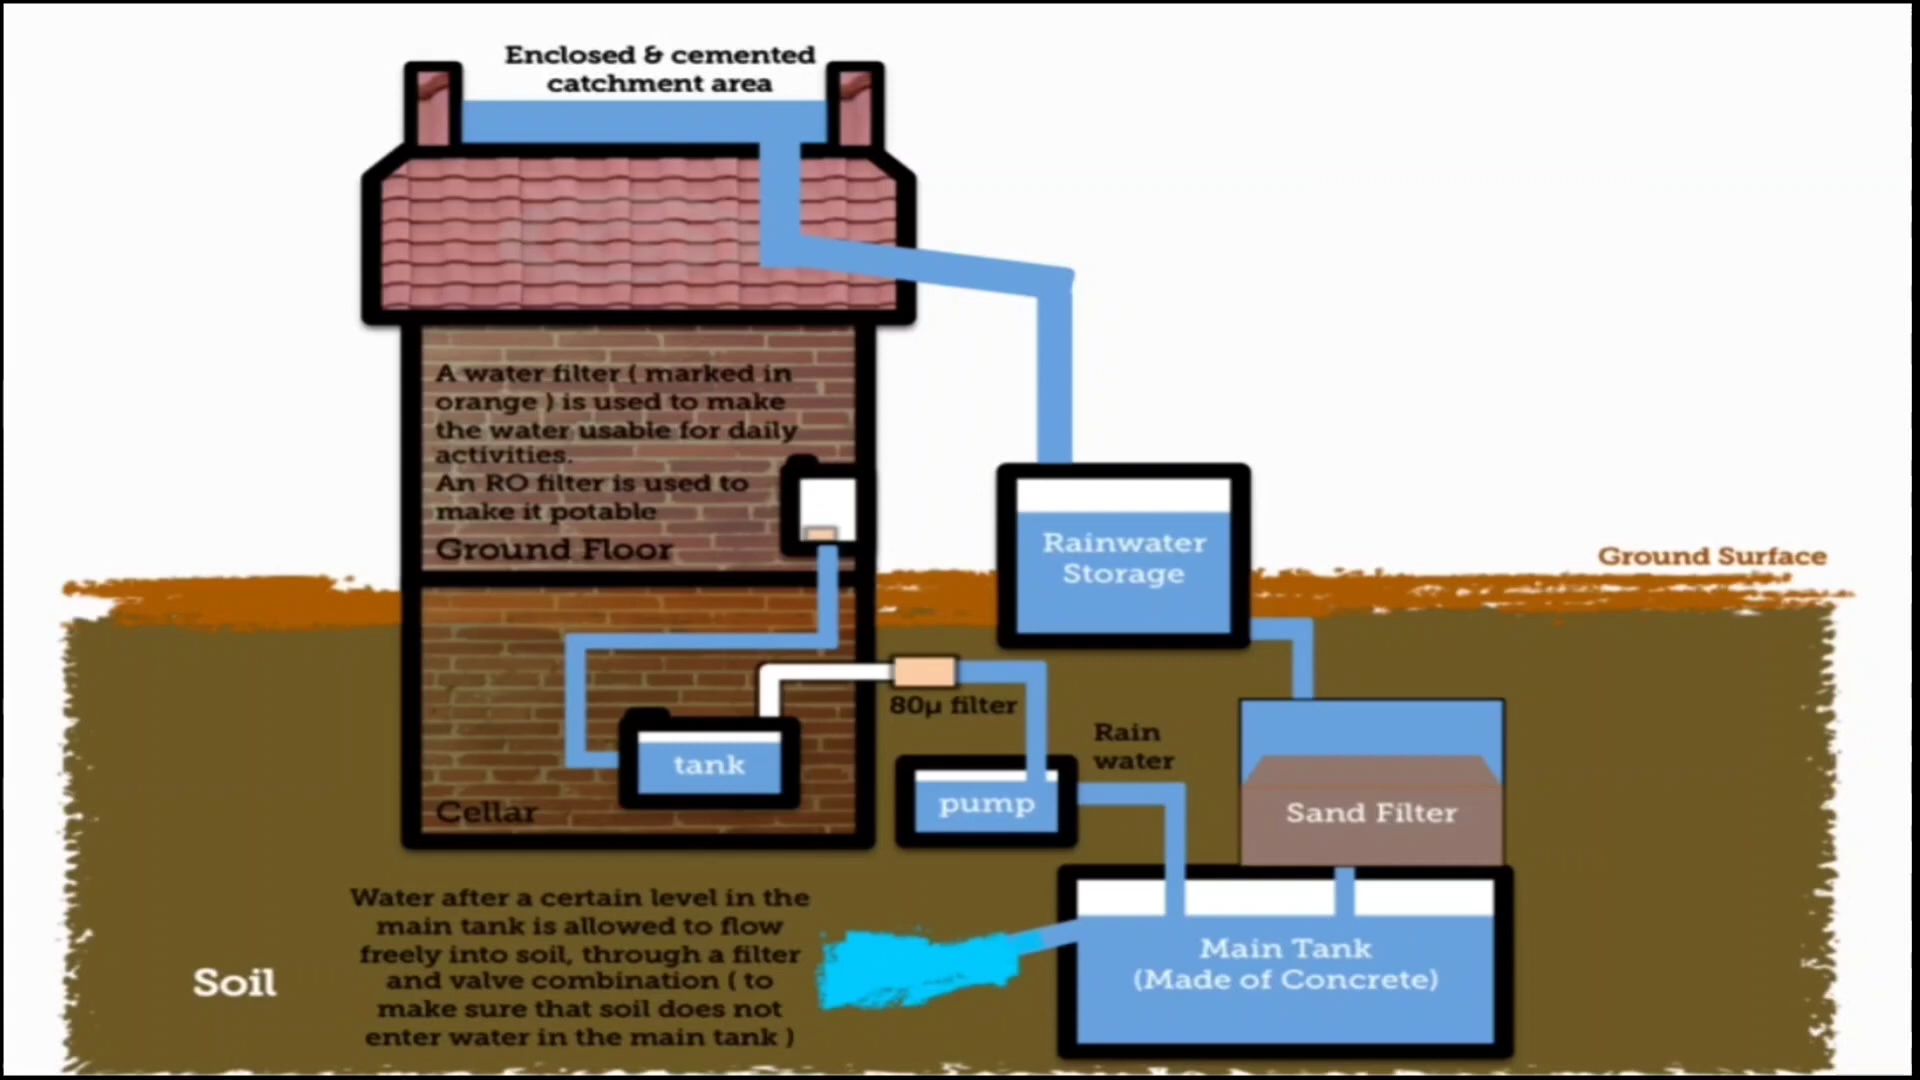 Enclosed & cemented
catchment area
A water filter ( marked in
orange ) is used to make
the water usable for daily
activities.
An RO filter is used to
make it potable
Ground Floor
Rainwater
Storage
Ground Surface
80µ filter
Rain
water
tank
pump
Sand Filter
Cellar
Water after a certain level in the
main tank is allowed to flow
freely into soil, through a filter
and valve combination ( to
make sure that soil does not
enter water in the main tank )
Main Tank
(Made of Concrete)
Soil